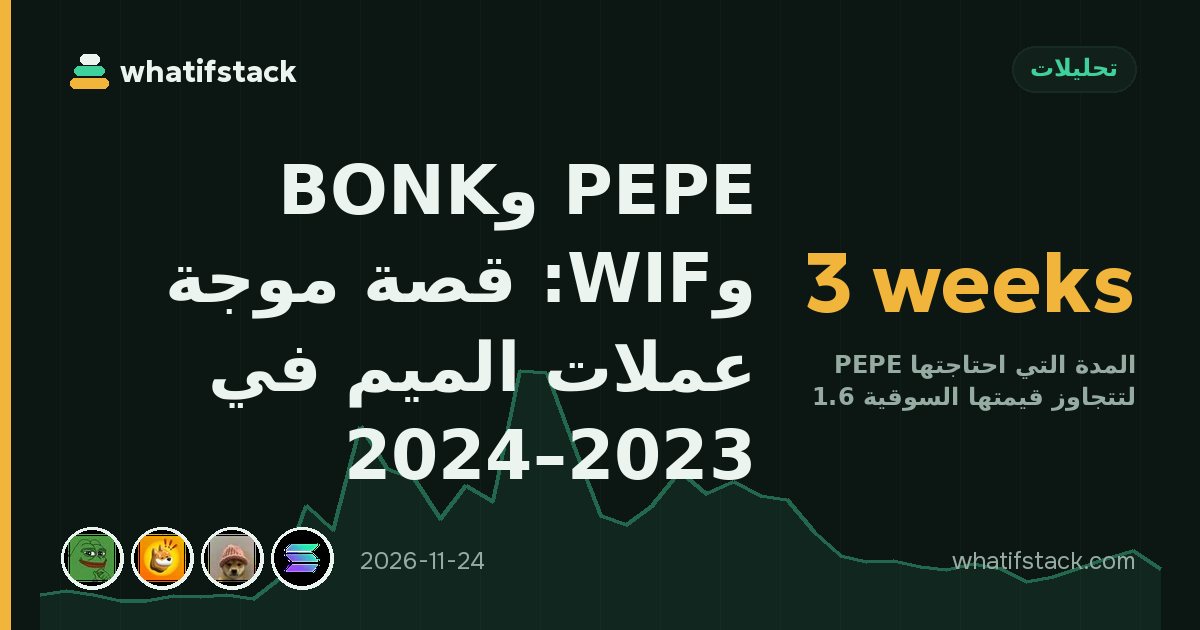 whatifstack
تحليلات
PEPE وBONK
وWIF: قصة موجة
عملات الميم في
2023–2024
3 weeks
المدة التي احتاجتها PEPE
لتتجاوز قيمتها السوقية 1.6
2026-11-24
whatifstack.com